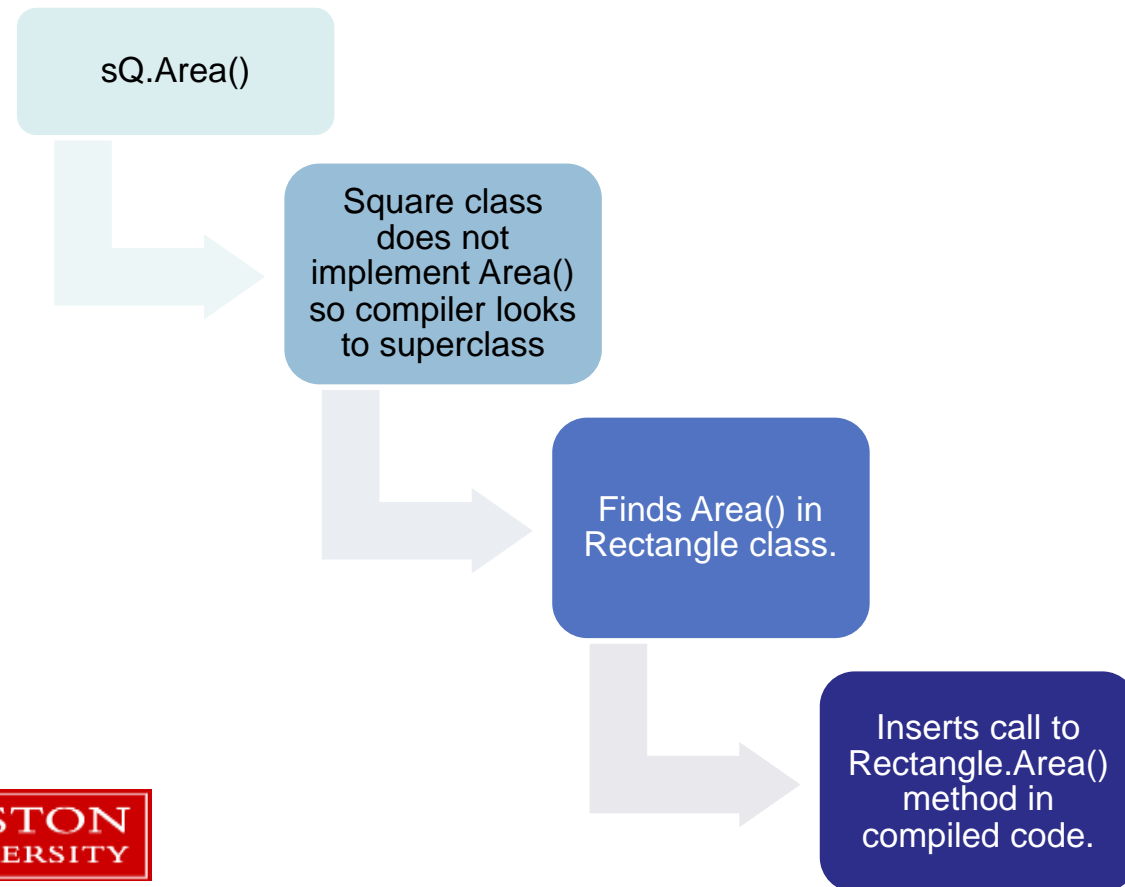 sQ.Area()
Square class
does not
implement Area()
so compiler looks
to superclass
Finds Area() in
Rectangle class.
Inserts call to
Rectangle.Area()
method in
compiled code.
STON
ERSITY